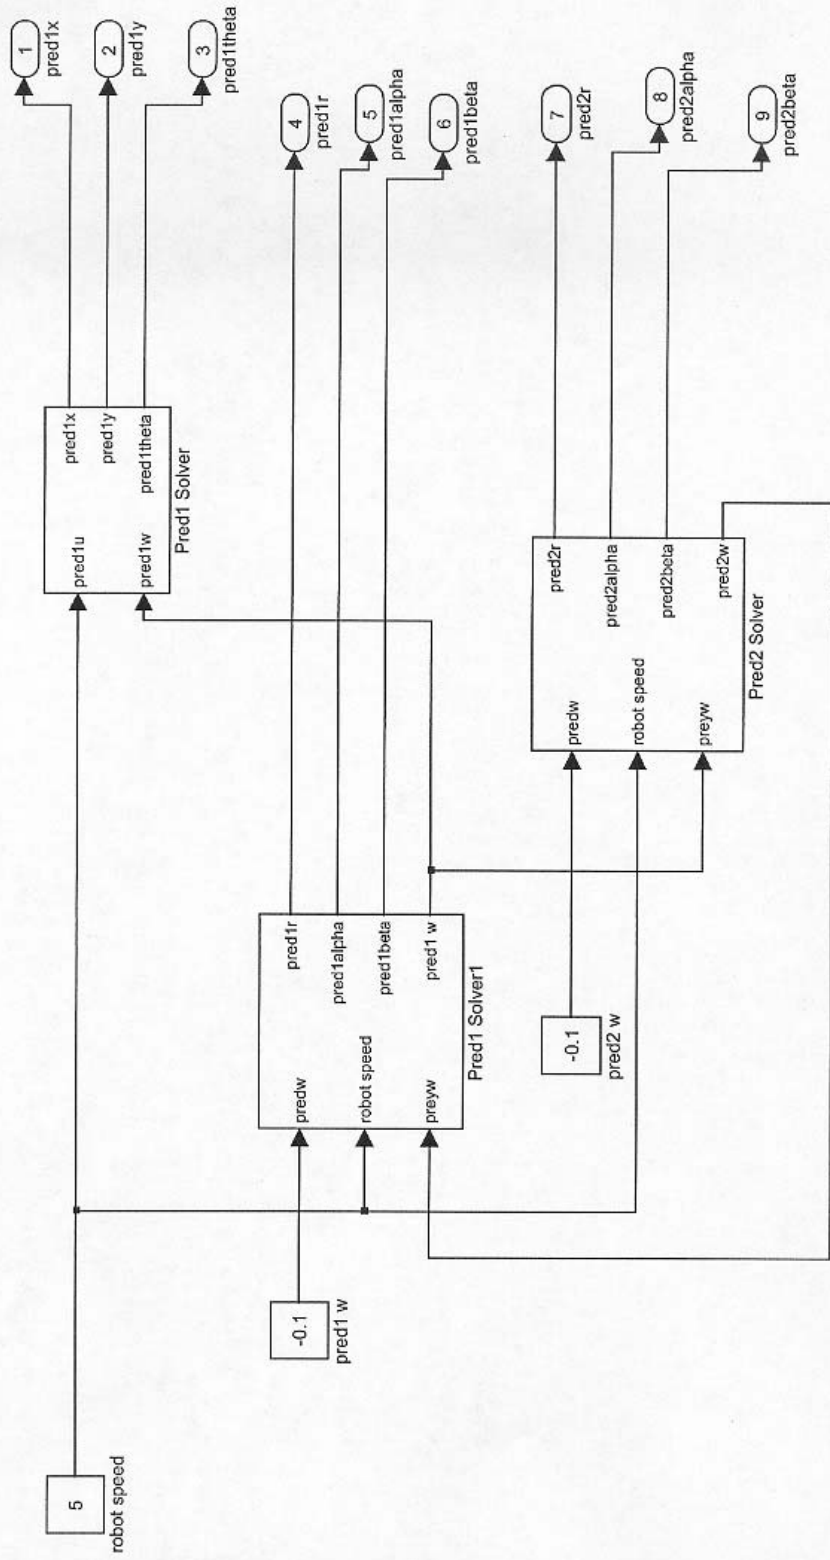 5
robot speed
-0.1
pred1 w
pred1u
pred1w
pred1x
pred1y
pred1theta
Pred1 Solver
1
pred1x
2
pred1y
3
pred1theta
predw
robot speed
preyw
pred1r
pred1alpha
pred1beta
pred1 w
Pred1 Solver1
4
pred1r
5
pred1alpha
6
pred1beta
-0.1
pred2 w
predw
robot speed
preyw
pred2r
pred2alpha
pred2beta
pred2w
Pred2 Solver
7
pred2r
8
pred2alpha
9
pred2beta